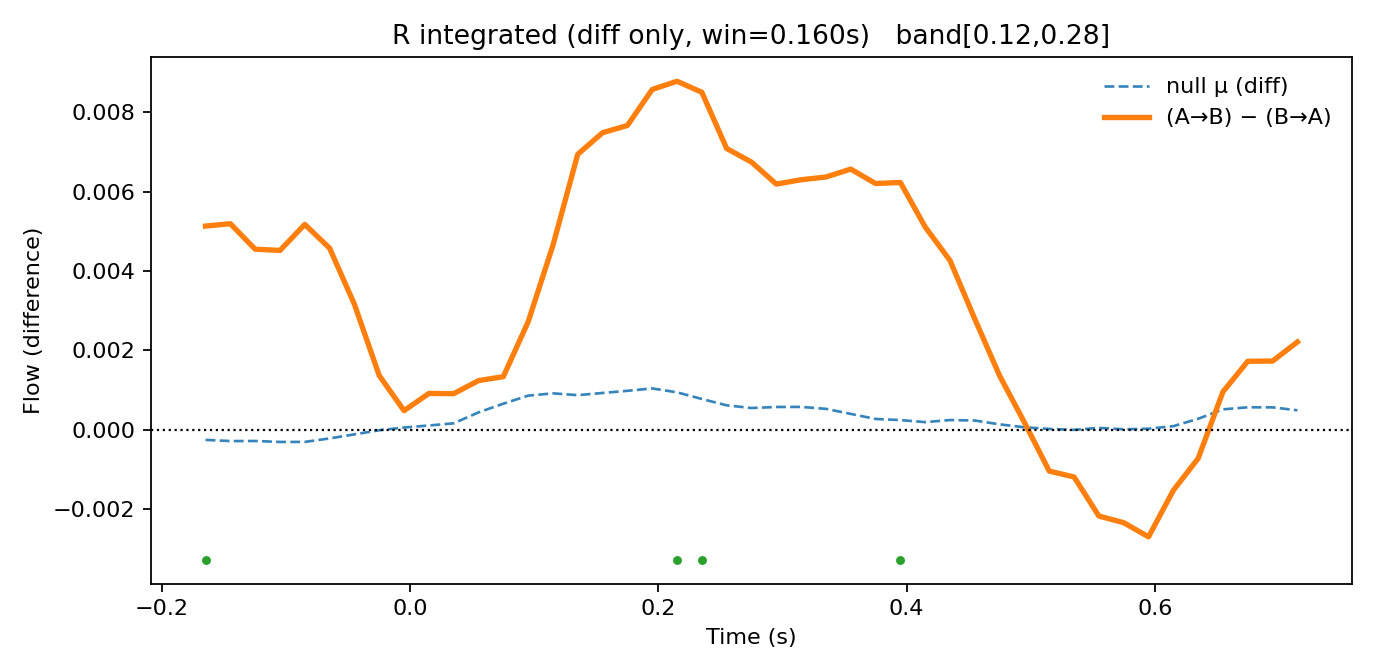 R integrated (diff only, win=0.160s)   band[0.12,0.28]
null μ (diff)
(A→B) − (B→A)
Flow (difference)
0.008
0.006
0.004
0.002
0.000
−0.002
−0.2
0.0
0.2
0.4
0.6
Time (s)